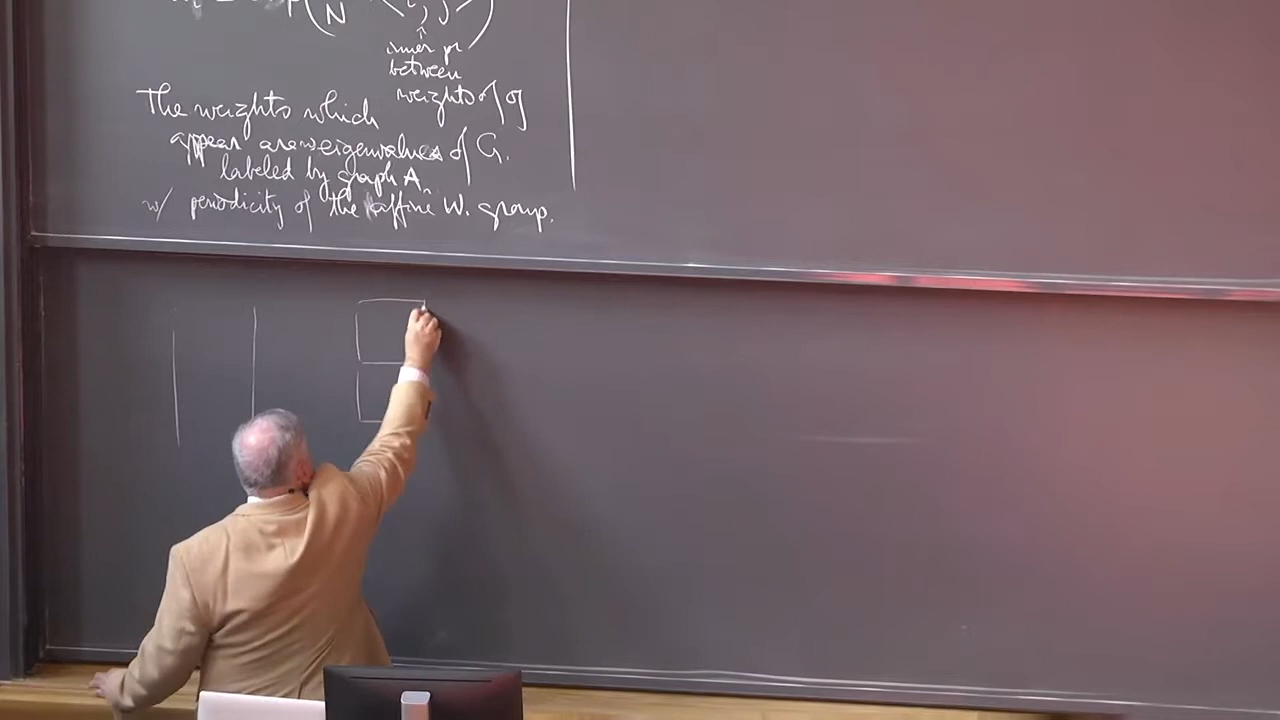 N
i, j
inner pr
between
weights of g
The weights which
appear are eigenvalues of G.
labeled by graph A
w/ periodicity of the affine W. group.